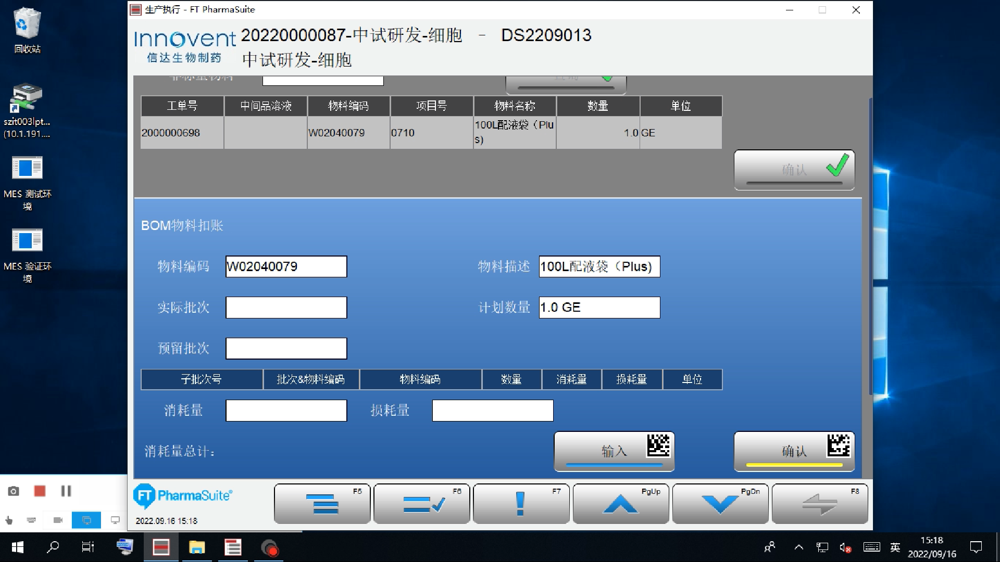 回收站
szit003lpt...
(10.1.191....
MES 测试环
境
MES 验证环
境
生产执行 - FT PharmaSuite
Innovent
信达生物制药
20220000087-中试研发-细胞 - DS2209013
中试研发-细胞
非称量物料 查询
工单号 中间品溶液 物料编码 项目号 物料名称 数量 单位
2000000698 W02040079 0710 100L配液袋（Plu
s) 1.0 GE
确认
BOM物料扣账
物料编码 W02040079 物料描述 100L配液袋（Plus)
实际批次 计划数量 1.0 GE
预留批次
子批次号 批次&物料编码 物料编码 数量 消耗量 损耗量 单位
消耗量 损耗量
消耗量总计：
输入 确认
FT PharmaSuite®
2022.09.16 15:18
F5 F6 F7 PgUp PgDn F8
英
15:18
2022/09/16